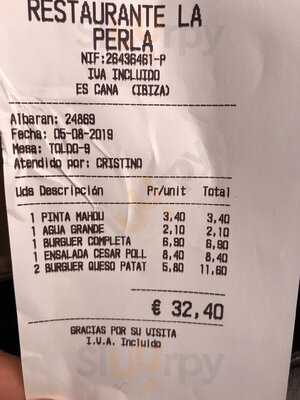 RESTAURANTE LA
PERLA
NIF:26436461-P
IVA INCLUIDO
ES CANA (IBIZA)
Albaran: 24869
Fecha: 05-08-2019
Mesa: TOLDO-9
Atendido por: CRISTINO
Uds Descripción Pr/unit Total
1 PINTA MAHOU 3,40 3,40
1 AGUA GRANDE 2,10 2,10
1 BURGUER COMPLETA 6,90 6,90
1 ENSALADA CESAR POLL 8,40 8,40
2 BURGUER QUESO PATAT 5,80 11,60
€ 32,40
GRACIAS POR SU VISITA
I.V.A. Incluido
Sluurpy